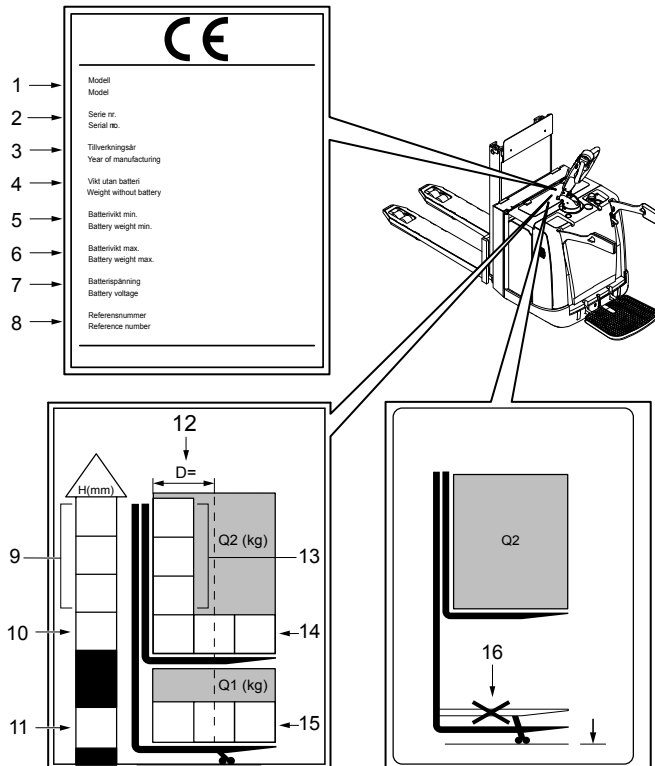 CE
1
Modell
Model
2
Serie nr.
Serial no.
3
Tillverkningsår
Year of manufacturing
4
Vikt utan batteri
Weight without battery
5
Batterivikt min.
Battery weight min.
6
Batterivikt max.
Battery weight max.
7
Batterispänning
Battery voltage
8
Referensnummer
Reference number
12
D=
H(mm)
Q2 (kg)
9
13
10
14
Q1 (kg)
11
15
Q2
16